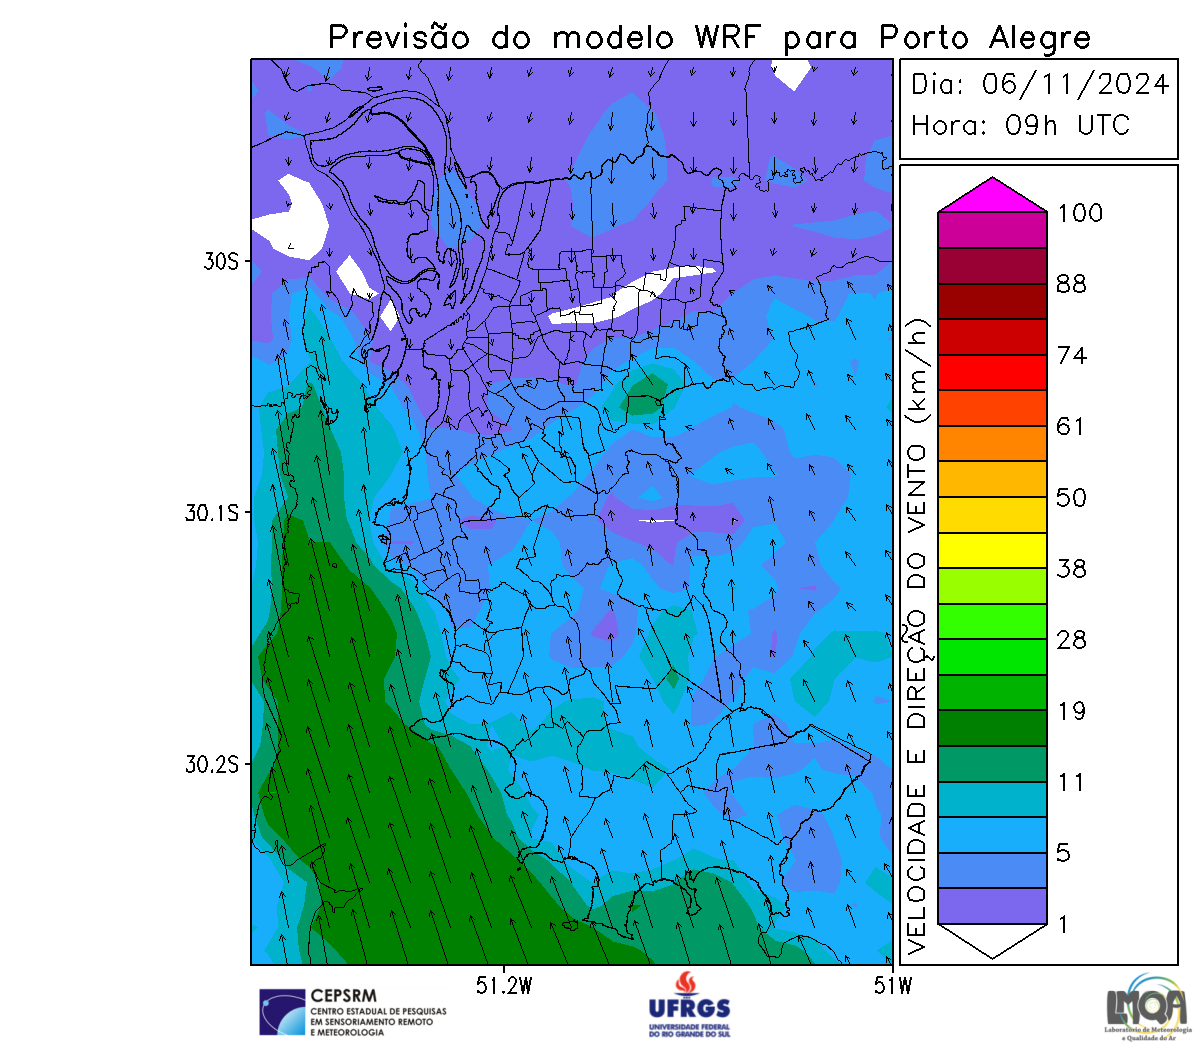 Previsão do modelo WRF para Porto Alegre
Dia: 06/11/2024
Hora: 09h UTC
30S
30.1S
30.2S
51.2W
51W
VELOCIDADE E DIREÇÃO DO VENTO (km/h)
100
88
74
61
50
38
28
19
11
5
1
CEPSRM
CENTRO ESTADUAL DE PESQUISAS
EM SENSORIAMENTO REMOTO
E METEOROLOGIA
UFRGS
UNIVERSIDADE FEDERAL
DO RIO GRANDE DO SUL
LMQA
Laboratório de Meteorologia
e Qualidade do Ar